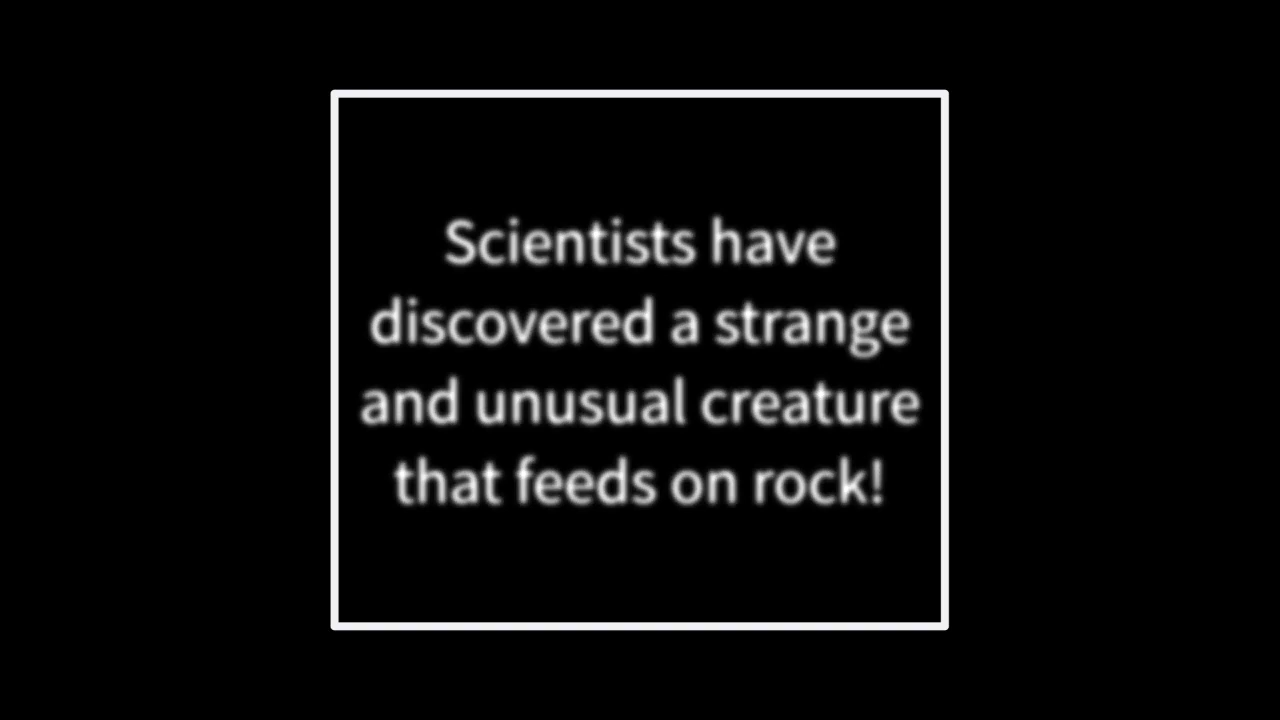 Scientists have
discovered a strange
and unusual creature
that feeds on rock!